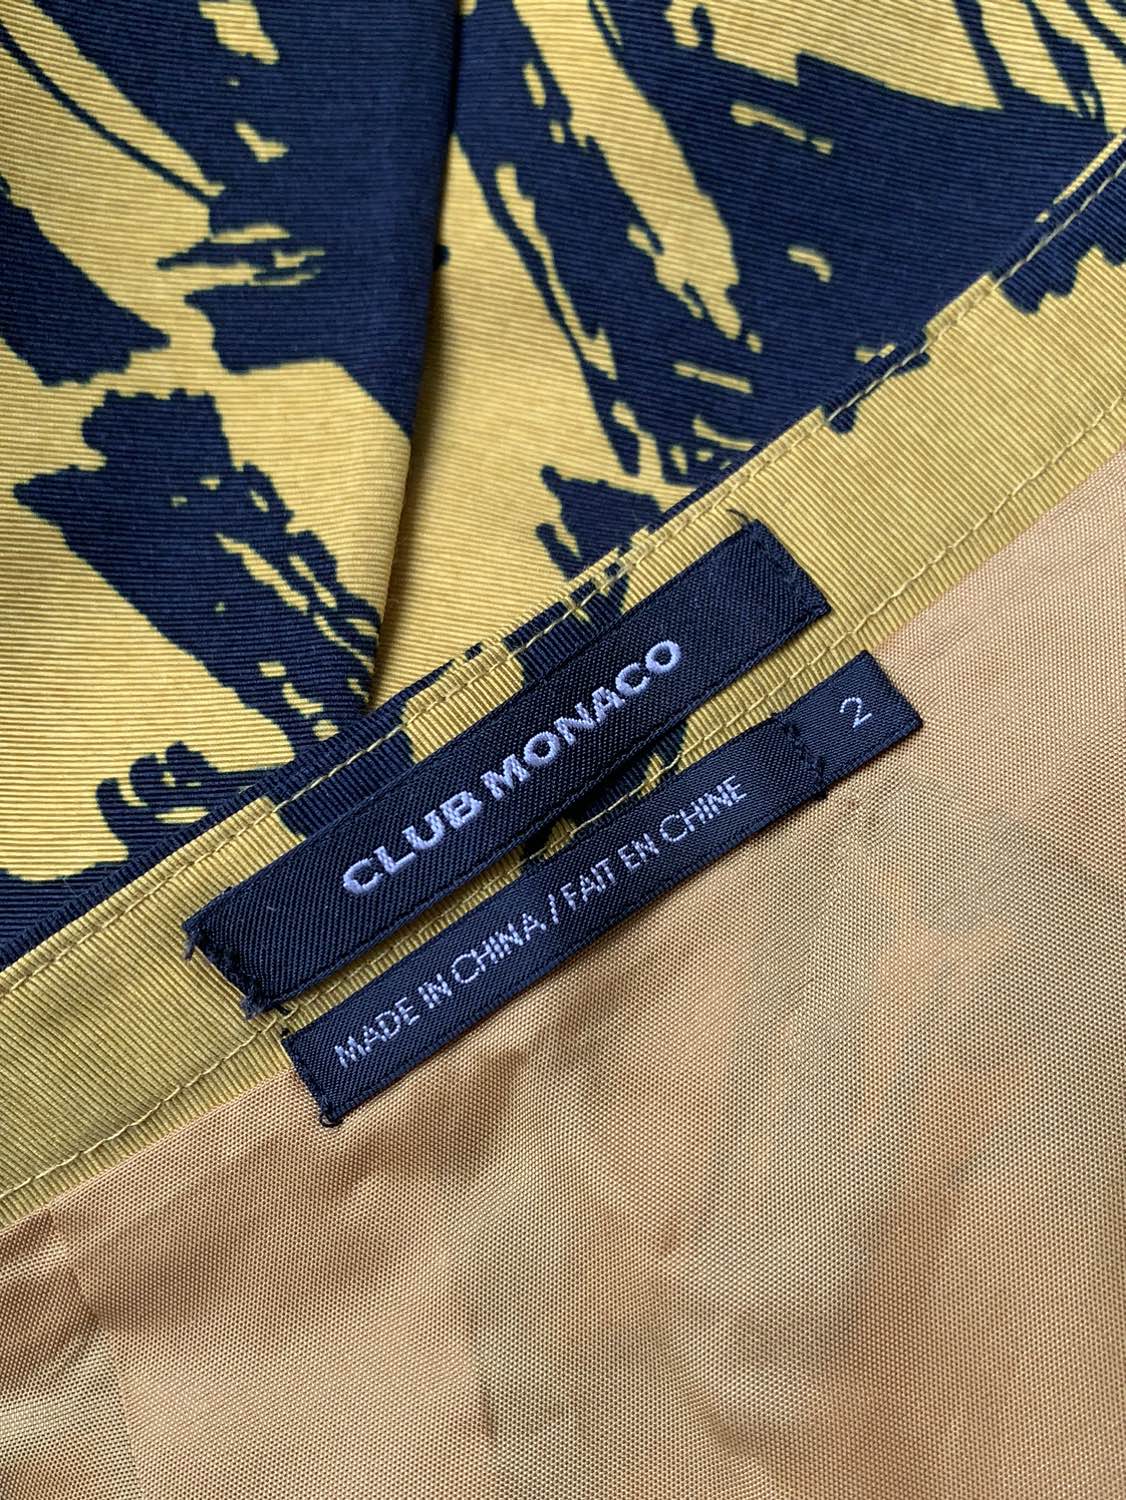 CLUB MONACO
2
MADE IN CHINA / FAIT EN CHINE